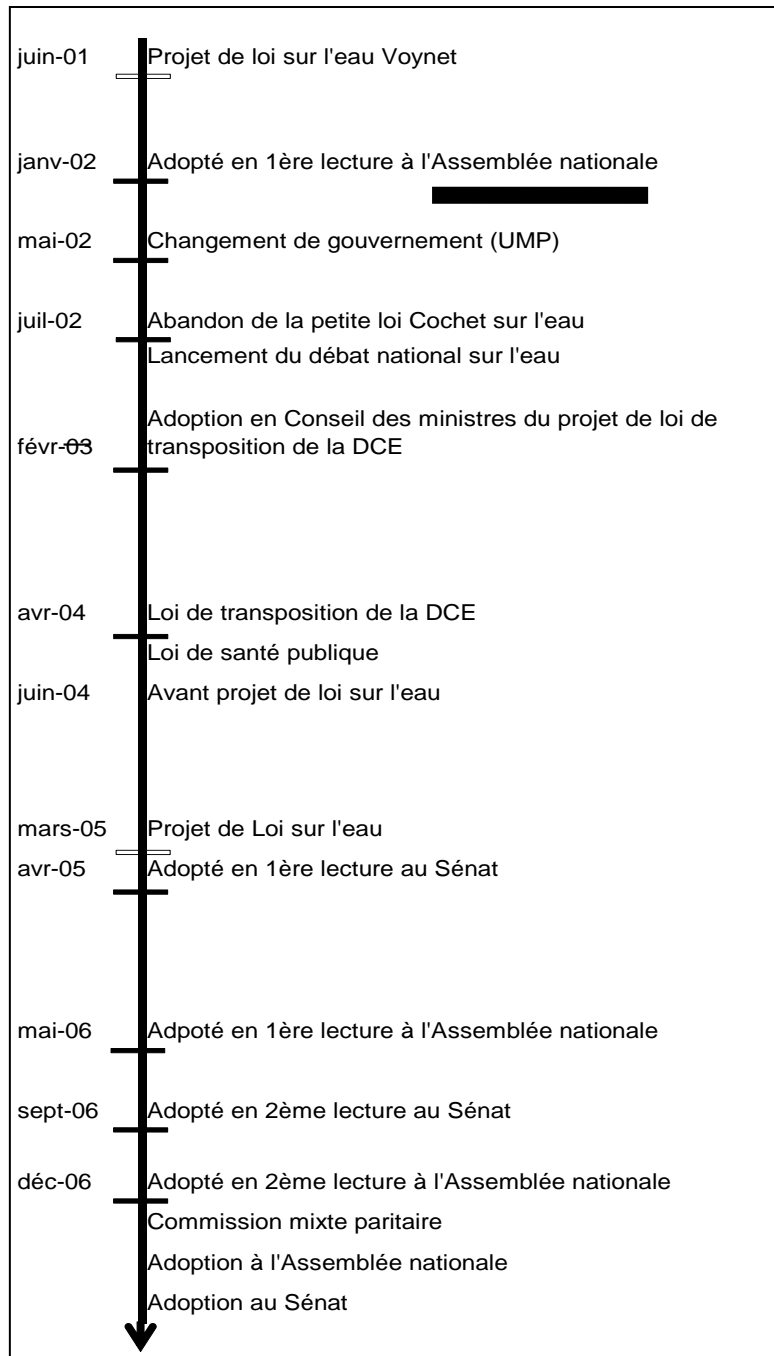 juin-01 Projet de loi sur l'eau Voynet
janv-02 Adopté en 1ère lecture à l'Assemblée nationale
mai-02 Changement de gouvernement (UMP)
juil-02 Abandon de la petite loi Cochet sur l'eau
Lancement du débat national sur l'eau
Adoption en Conseil des ministres du projet de loi de
févr-03 transposition de la DCE
avr-04 Loi de transposition de la DCE
Loi de santé publique
juin-04 Avant projet de loi sur l'eau
mars-05 Projet de Loi sur l'eau
avr-05 Adopté en 1ère lecture au Sénat
mai-06 Adpoté en 1ère lecture à l'Assemblée nationale
sept-06 Adopté en 2ème lecture au Sénat
déc-06 Adopté en 2ème lecture à l'Assemblée nationale
Commission mixte paritaire
Adoption à l'Assemblée nationale
Adoption au Sénat